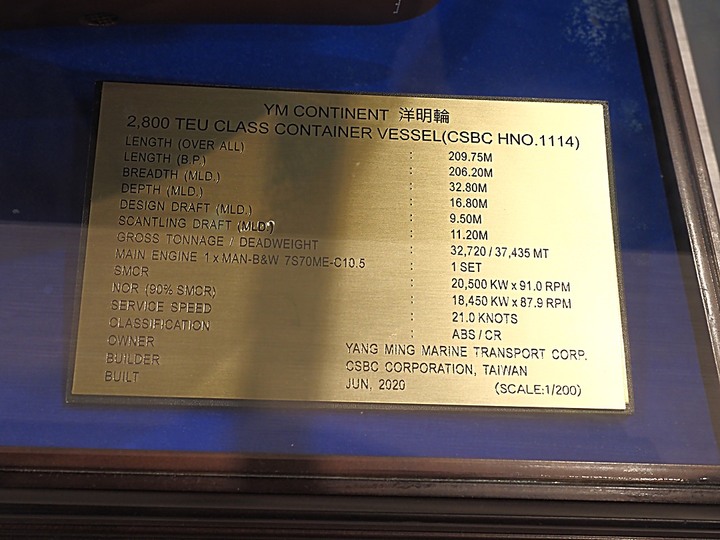 YM CONTINENT 洋明輪
2,800 TEU CLASS CONTAINER VESSEL(CSBC HNO.1114)
LENGTH (OVER ALL) : 209.75M
LENGTH (B.P.) : 206.20M
BREADTH (MLD.) : 32.80M
DEPTH (MLD.) : 16.80M
DESIGN DRAFT (MLD.) : 9.50M
SCANTLING DRAFT (MLD.) : 11.20M
GROSS TONNAGE / DEADWEIGHT : 32,720 / 37,435 MT
MAIN ENGINE 1 x MAN-B&W 7S70ME-C10.5 : 1 SET
SMCR : 20,500 KW x 91.0 RPM
NOR (90% SMCR) : 18,450 KW x 87.9 RPM
SERVICE SPEED : 21.0 KNOTS
CLASSIFICATION : ABS / CR
OWNER YANG MING MARINE TRANSPORT CORP.
BUILDER CSBC CORPORATION, TAIWAN
BUILT JUN, 2020 (SCALE:1/200)